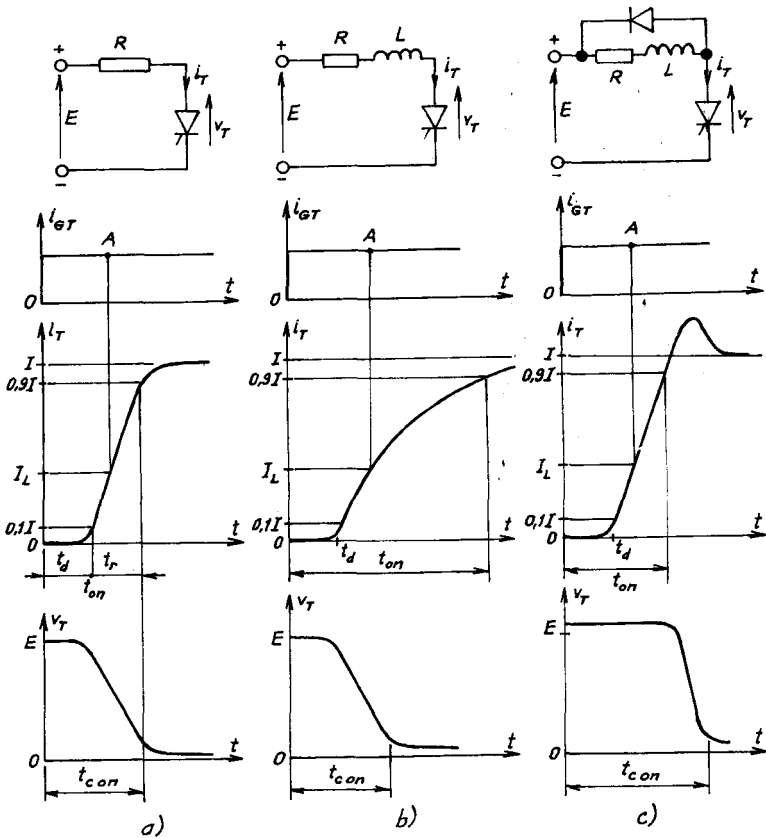 + R i_T E v_T −
+ R L i_T E v_T −
+ R L i_T E v_T −
i_GT A 0 t
i_GT A 0 t
i_GT A 0 t
i_T I 0,9I I_L 0,1I 0 t_d t_r t_on t
i_T I 0,9I I_L 0,1I 0 t_d t_on t
i_T I 0,9I I_L 0,1I 0 t_d t_on t
v_T E 0 t_con t
v_T E 0 t_con t
v_T E 0 t_con t
a) b) c)